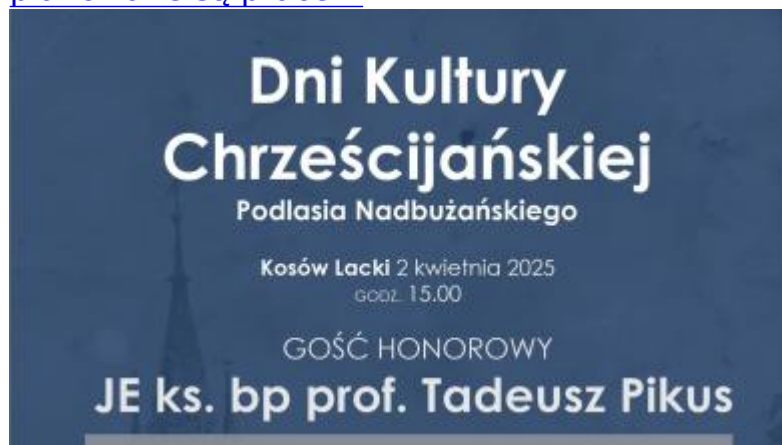 Dni Kultury
Chrześcijańskiej
Podlasia Nadbużańskiego
Kosów Lacki 2 kwietnia 2025
GODZ. 15.00
GOŚĆ HONOROWY
JE ks. bp prof. Tadeusz Pikus